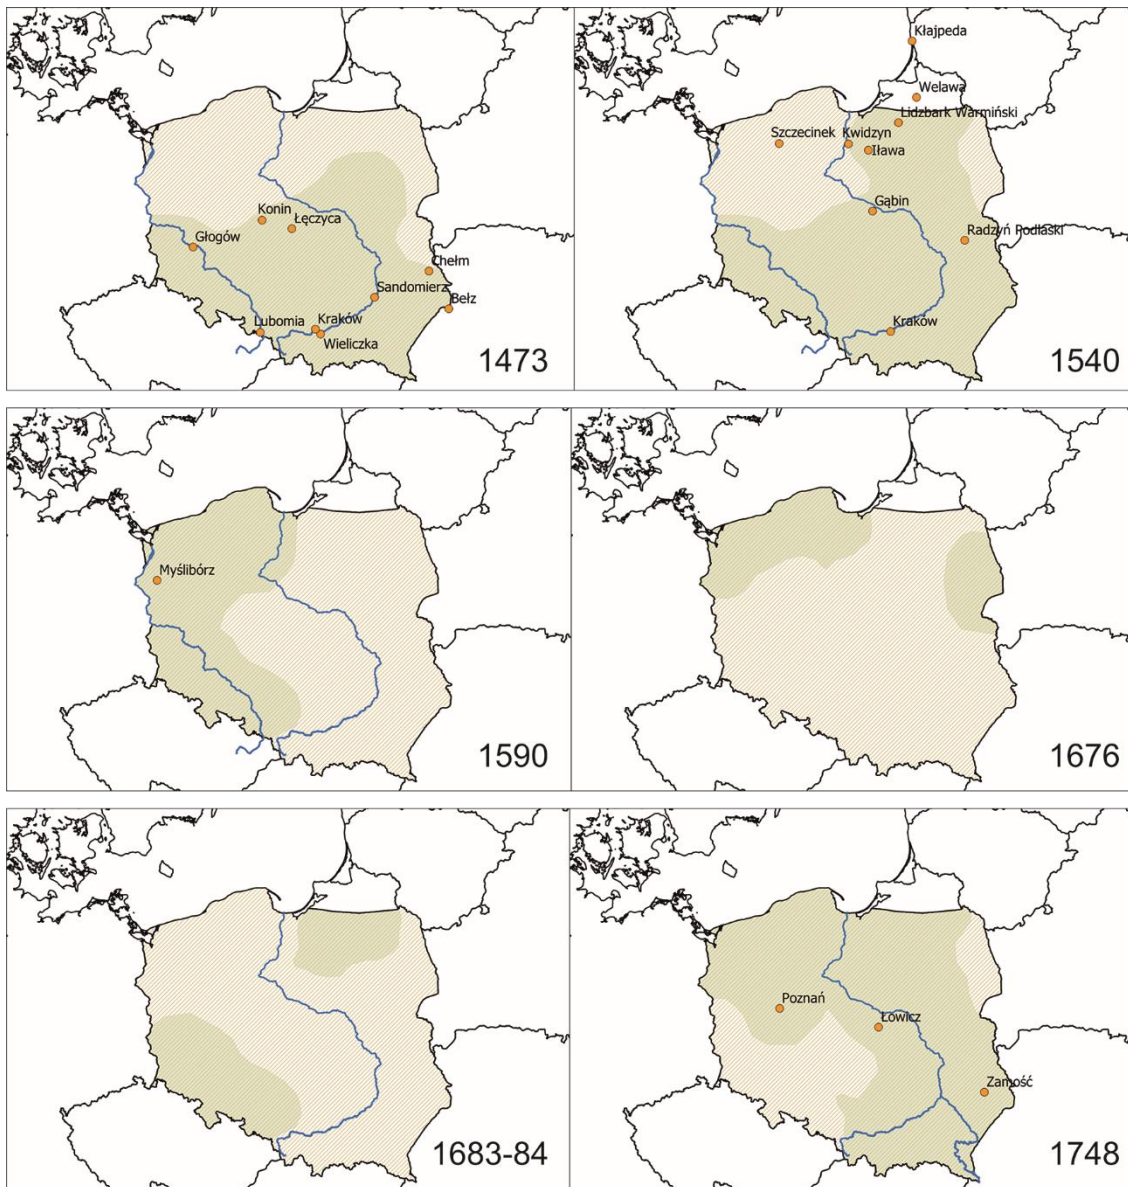 Konin
Łęczyca
Głogów
Chełm
Sandomierz
Bełz
Lubomia
Kraków
Wieliczka
1473
Kłajpeda
Welawa
Lidzbark Warmiński
Szczecinek
Kwidzyn
Iława
Gąbin
Radzyń Podlaski
Kraków
1540
Myślibórz
1590
1676
1683-84
Poznań
Łowicz
Zamość
1748